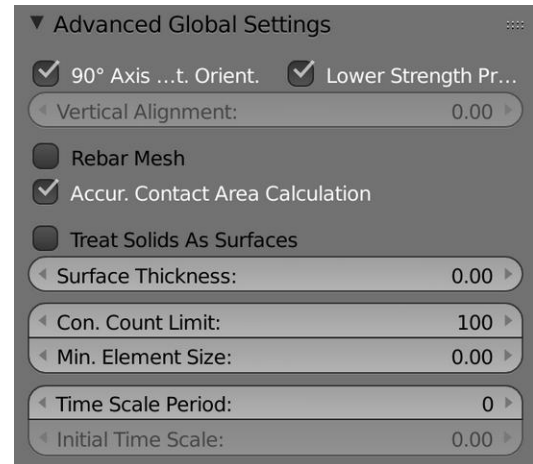 Advanced Global Settings
90° Axis ...t. Orient. Lower Strength Pr...
Vertical Alignment: 0.00
Rebar Mesh
Accur. Contact Area Calculation
Treat Solids As Surfaces
Surface Thickness: 0.00
Con. Count Limit: 100
Min. Element Size: 0.00
Time Scale Period: 0
Initial Time Scale: 0.00